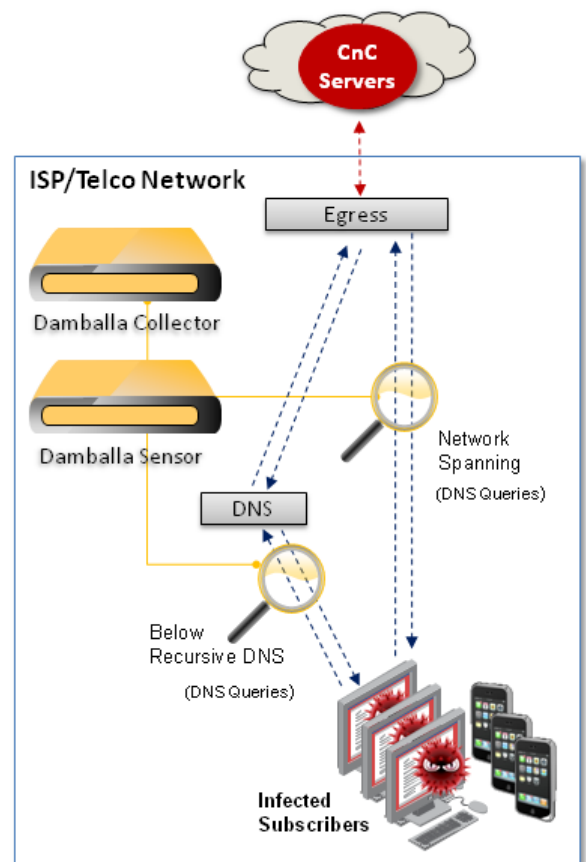 CnC
Servers
ISP/Telco Network
Egress
Damballa Collector
Damballa Sensor
Network
Spanning
(DNS Queries)
DNS
Below
Recursive DNS
(DNS Queries)
Infected
Subscribers